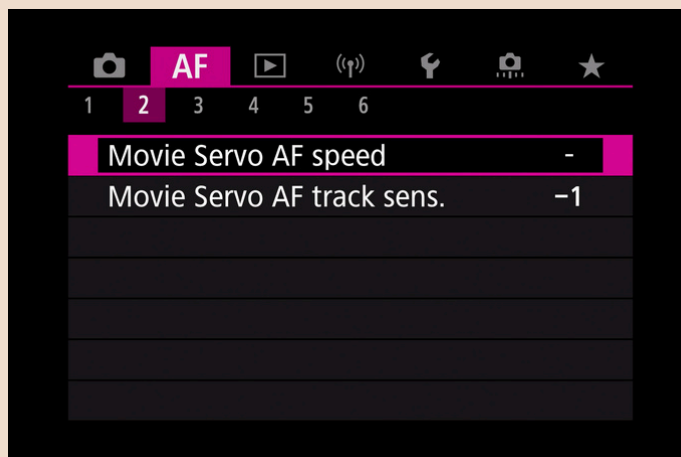 AF
1 2 3 4 5 6
Movie Servo AF speed -
Movie Servo AF track sens. −1